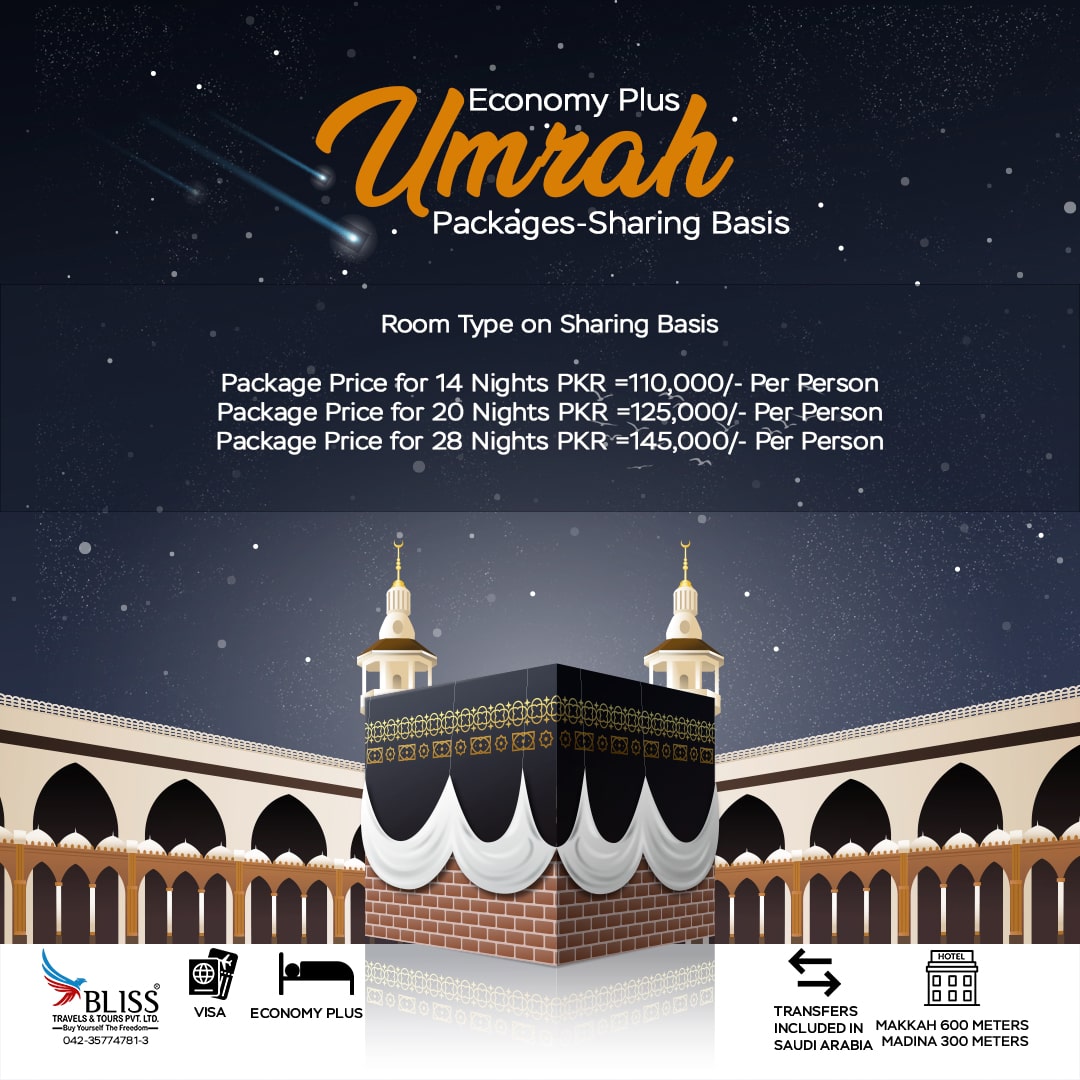 Economy Plus
Umrah
Packages-Sharing Basis
Room Type on Sharing Basis
Package Price for 14 Nights PKR =110,000/- Per Person
Package Price for 20 Nights PKR =125,000/- Per Person
Package Price for 28 Nights PKR =145,000/- Per Person
BLISS®
TRAVELS & TOURS PVT. LTD.
Buy Yourself The Freedom
042-35774781-3
VISA
ECONOMY PLUS
TRANSFERS
INCLUDED IN
SAUDI ARABIA
HOTEL
MAKKAH 600 METERS
MADINA 300 METERS